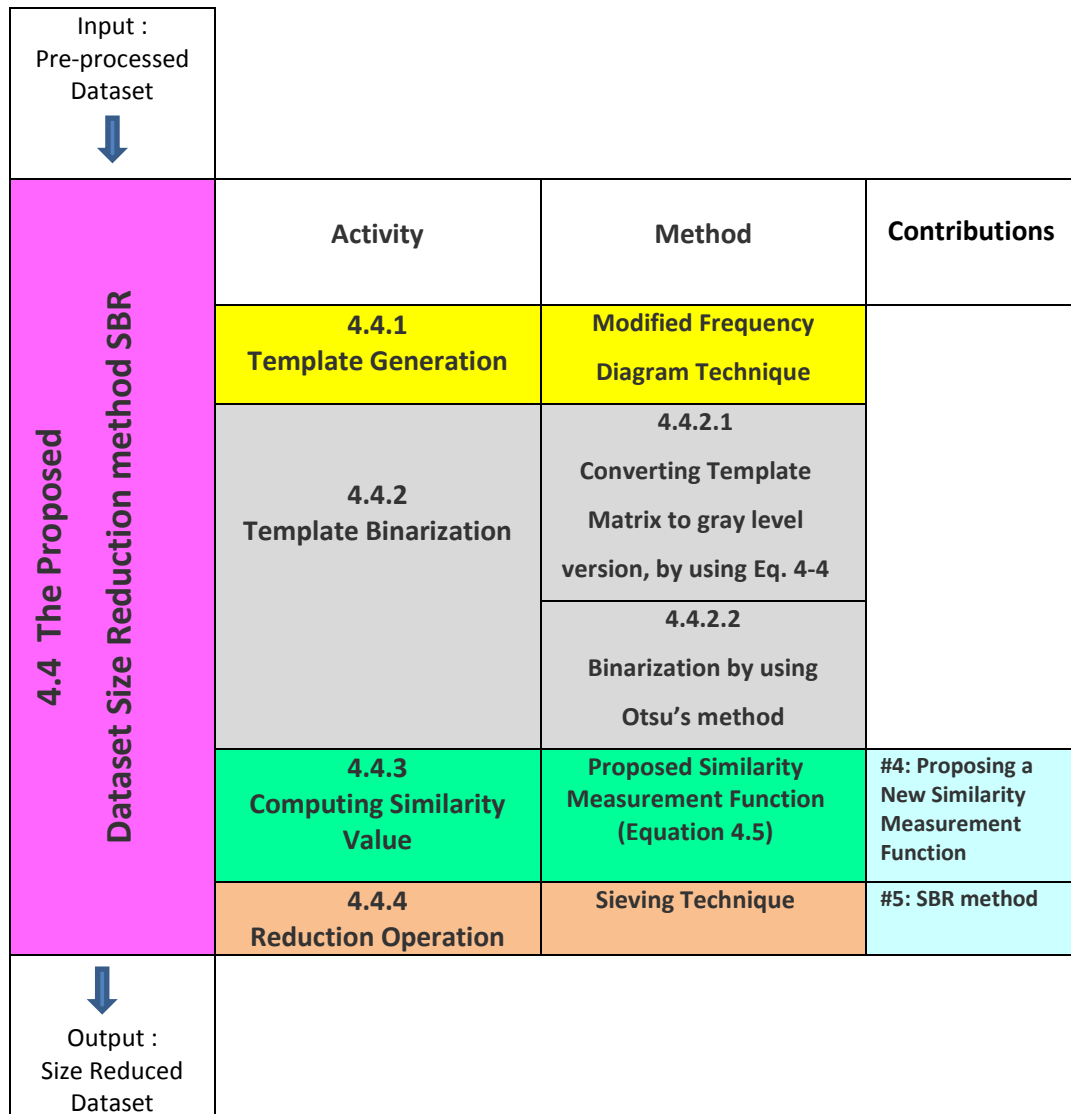 Input :
Pre-processed
Dataset
4.4 The Proposed
Dataset Size Reduction method SBR
Activity
Method
Contributions
4.4.1
Template Generation
Modified Frequency
Diagram Technique
4.4.2
Template Binarization
4.4.2.1
Converting Template
Matrix to gray level
version, by using Eq. 4-4
4.4.2.2
Binarization by using
Otsu’s method
4.4.3
Computing Similarity
Value
Proposed Similarity
Measurement Function
(Equation 4.5)
#4: Proposing a
New Similarity
Measurement
Function
4.4.4
Reduction Operation
Sieving Technique
#5: SBR method
Output :
Size Reduced
Dataset